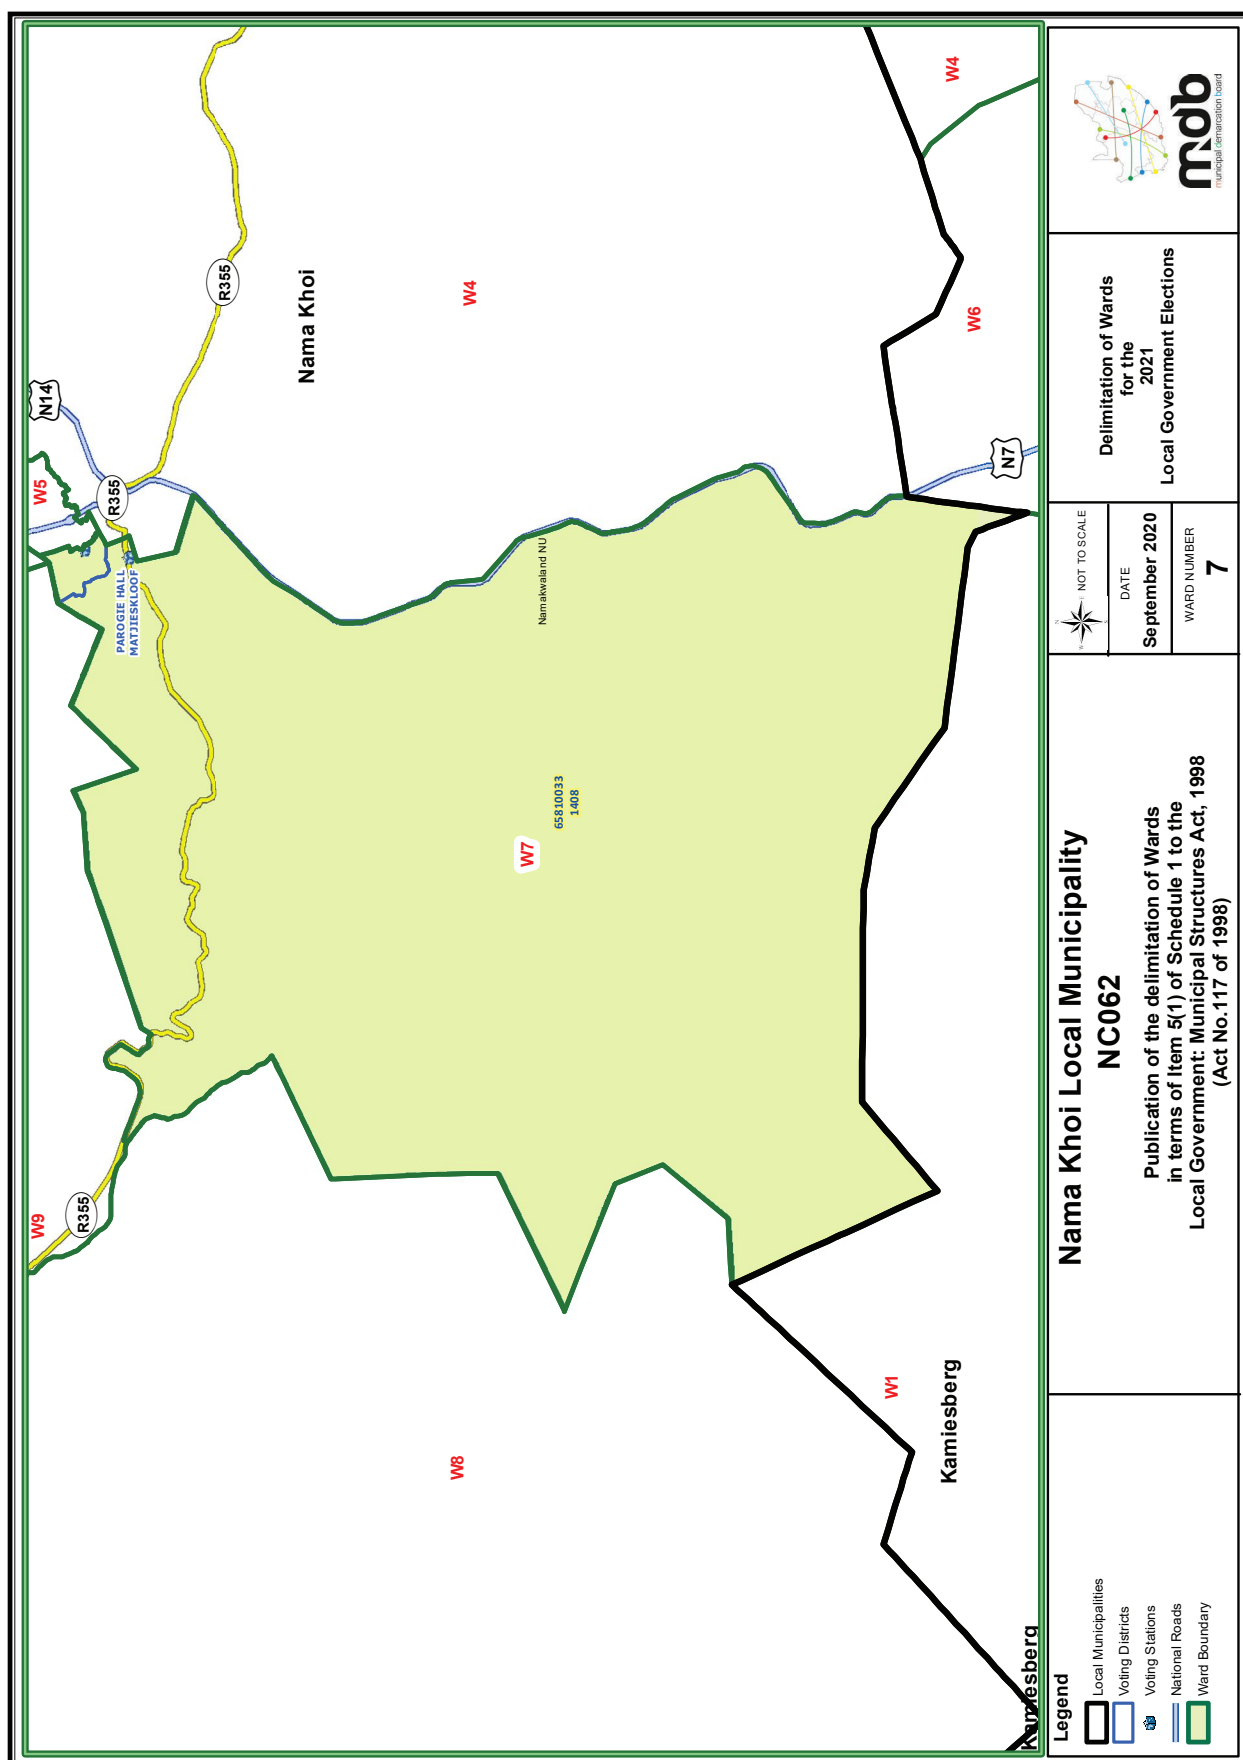 W9
R355
W5
N14
R355
PAROGIE HALL
MATJIESKLOOF
R355
Nama Khoi
W4
W8
W7
65810033
1408
Namakwaland NU
W1
Kamiesberg
Kamiesberg
N7
W6
W4
Legend
Local Municipalities
Voting Districts
Voting Stations
National Roads
Ward Boundary
Nama Khoi Local Municipality
NC062
Publication of the delimitation of Wards
in terms of Item 5(1) of Schedule 1 to the
Local Government: Municipal Structures Act, 1998
(Act No.117 of 1998)
N
W
NOT TO SCALE
DATE
September 2020
WARD NUMBER
7
Delimitation of Wards
for the
2021
Local Government Elections
mdb
municipal demarcation board